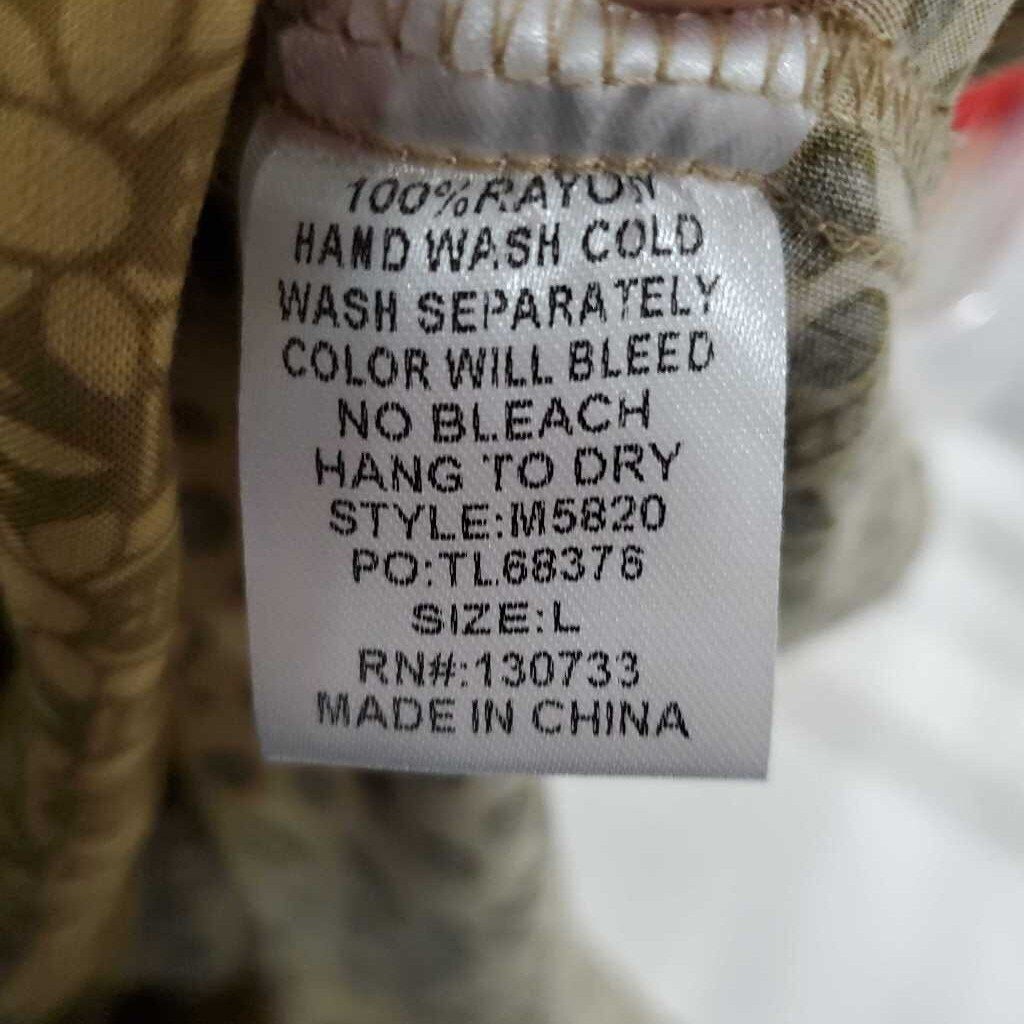 100% RAYON
HAND WASH COLD
WASH SEPARATELY
COLOR WILL BLEED
NO BLEACH
HANG TO DRY
STYLE:M5820
PO:TL68376
SIZE:L
RN#:130733
MADE IN CHINA